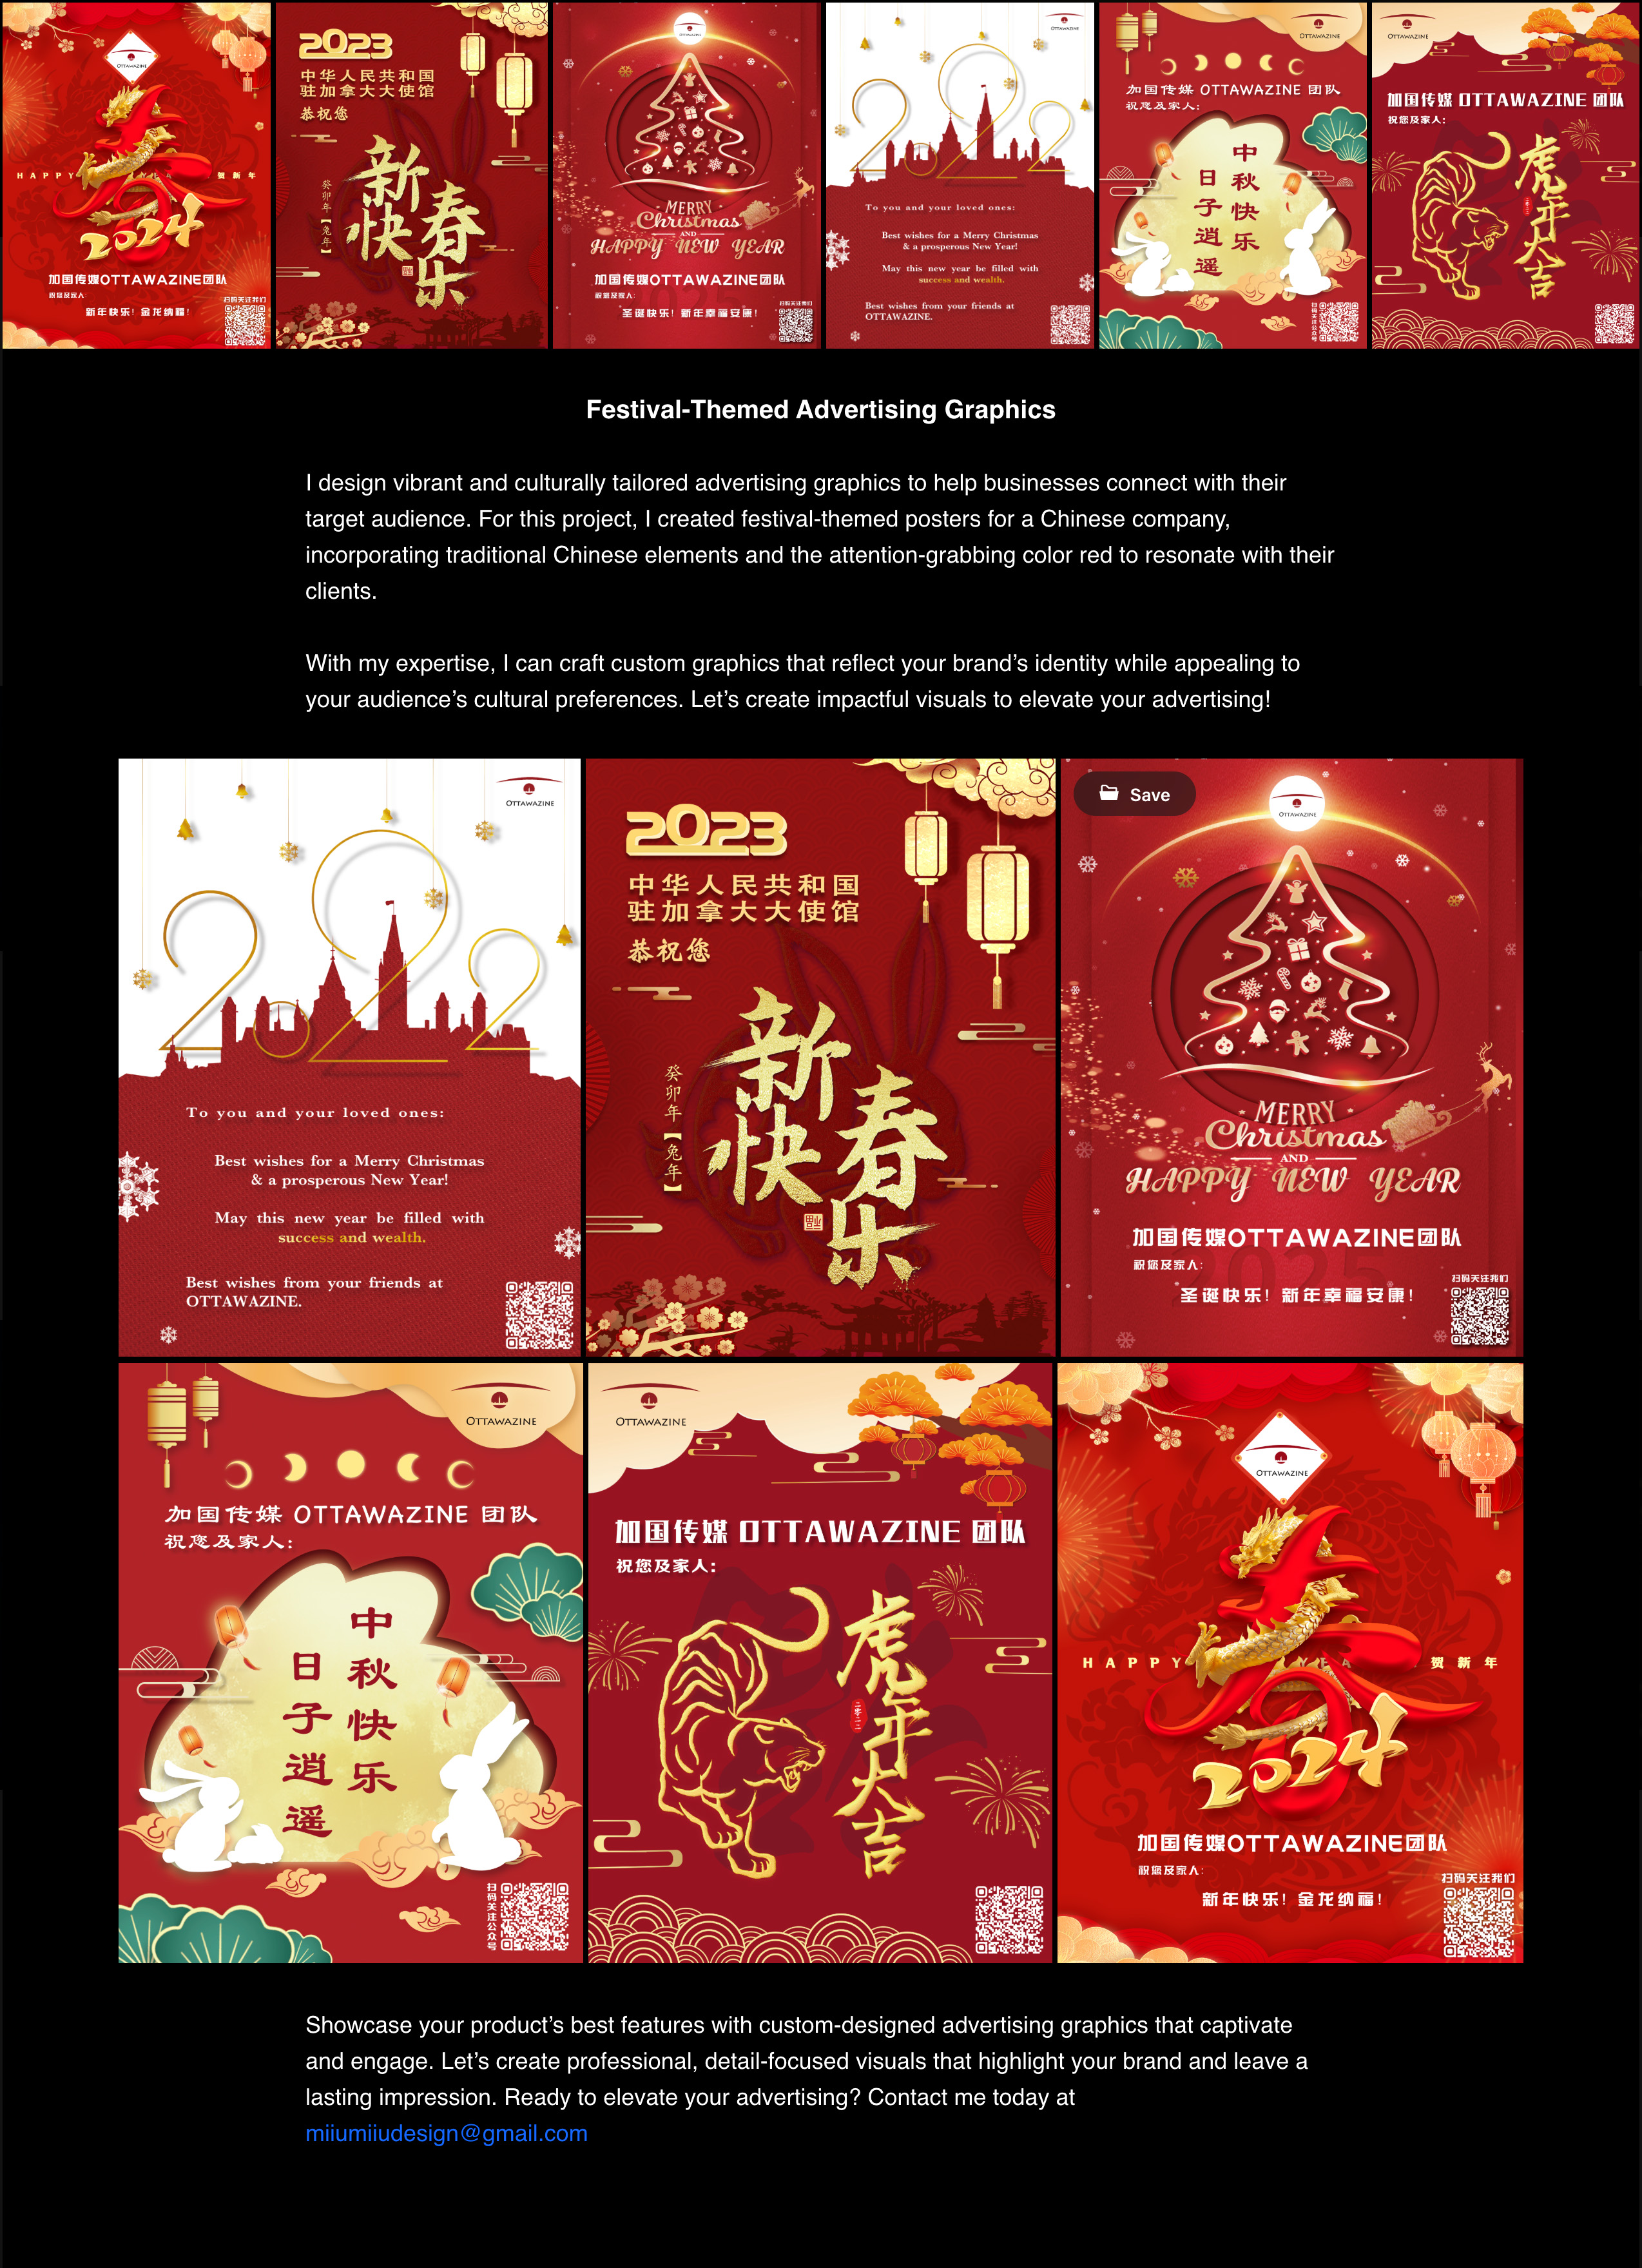 OTTAWAZINE
HAPPY
YEA
贺新年
2024
加国传媒OTTAWAZINE团队
祝您及家人:
新年快乐! 金龙纳福!
扫码关注我们
2023
中华人民共和国
驻加拿大大使馆
恭祝您
新春快乐
癸卯年【兔年】
OTTAWAZINE
MERRY
Christmas
AND
HAPPY NEW YEAR
加国传媒OTTAWAZINE团队
祝您及家人:
圣诞快乐! 新年幸福安康!
扫码关注我们
OTTAWAZINE
2022
To you and your loved ones:
Best wishes for a Merry Christmas
& a prosperous New Year!
May this new year be filled with
success and wealth.
Best wishes from your friends at
OTTAWAZINE.
OTTAWAZINE
加国传媒 OTTAWAZINE 团队
祝您及家人:
中秋快乐
日子逍遥
扫码关注公众号
OTTAWAZINE
加国传媒 OTTAWAZINE 团队
祝您及家人:
虎年大吉
Festival-Themed Advertising Graphics
I design vibrant and culturally tailored advertising graphics to help businesses connect with their
target audience. For this project, I created festival-themed posters for a Chinese company,
incorporating traditional Chinese elements and the attention-grabbing color red to resonate with their
clients.
With my expertise, I can craft custom graphics that reflect your brand’s identity while appealing to
your audience’s cultural preferences. Let’s create impactful visuals to elevate your advertising!
OTTAWAZINE
2022
To you and your loved ones:
Best wishes for a Merry Christmas
& a prosperous New Year!
May this new year be filled with
success and wealth.
Best wishes from your friends at
OTTAWAZINE.
2023
中华人民共和国
驻加拿大大使馆
恭祝您
新春快乐
癸卯年【兔年】
Save
OTTAWAZINE
MERRY
Christmas
AND
HAPPY NEW YEAR
加国传媒OTTAWAZINE团队
祝您及家人:
2025
圣诞快乐! 新年幸福安康!
扫码关注我们
OTTAWAZINE
加国传媒 OTTAWAZINE 团队
祝您及家人:
中秋快乐
日子逍遥
扫码关注公众号
OTTAWAZINE
加国传媒 OTTAWAZINE 团队
祝您及家人:
虎年大吉
二零二二
OTTAWAZINE
HAPPY
YEA
贺新年
2024
加国传媒OTTAWAZINE团队
祝您及家人:
新年快乐! 金龙纳福!
扫码关注我们
Showcase your product’s best features with custom-designed advertising graphics that captivate
and engage. Let’s create professional, detail-focused visuals that highlight your brand and leave a
lasting impression. Ready to elevate your advertising? Contact me today at
miiumiiudesign@gmail.com